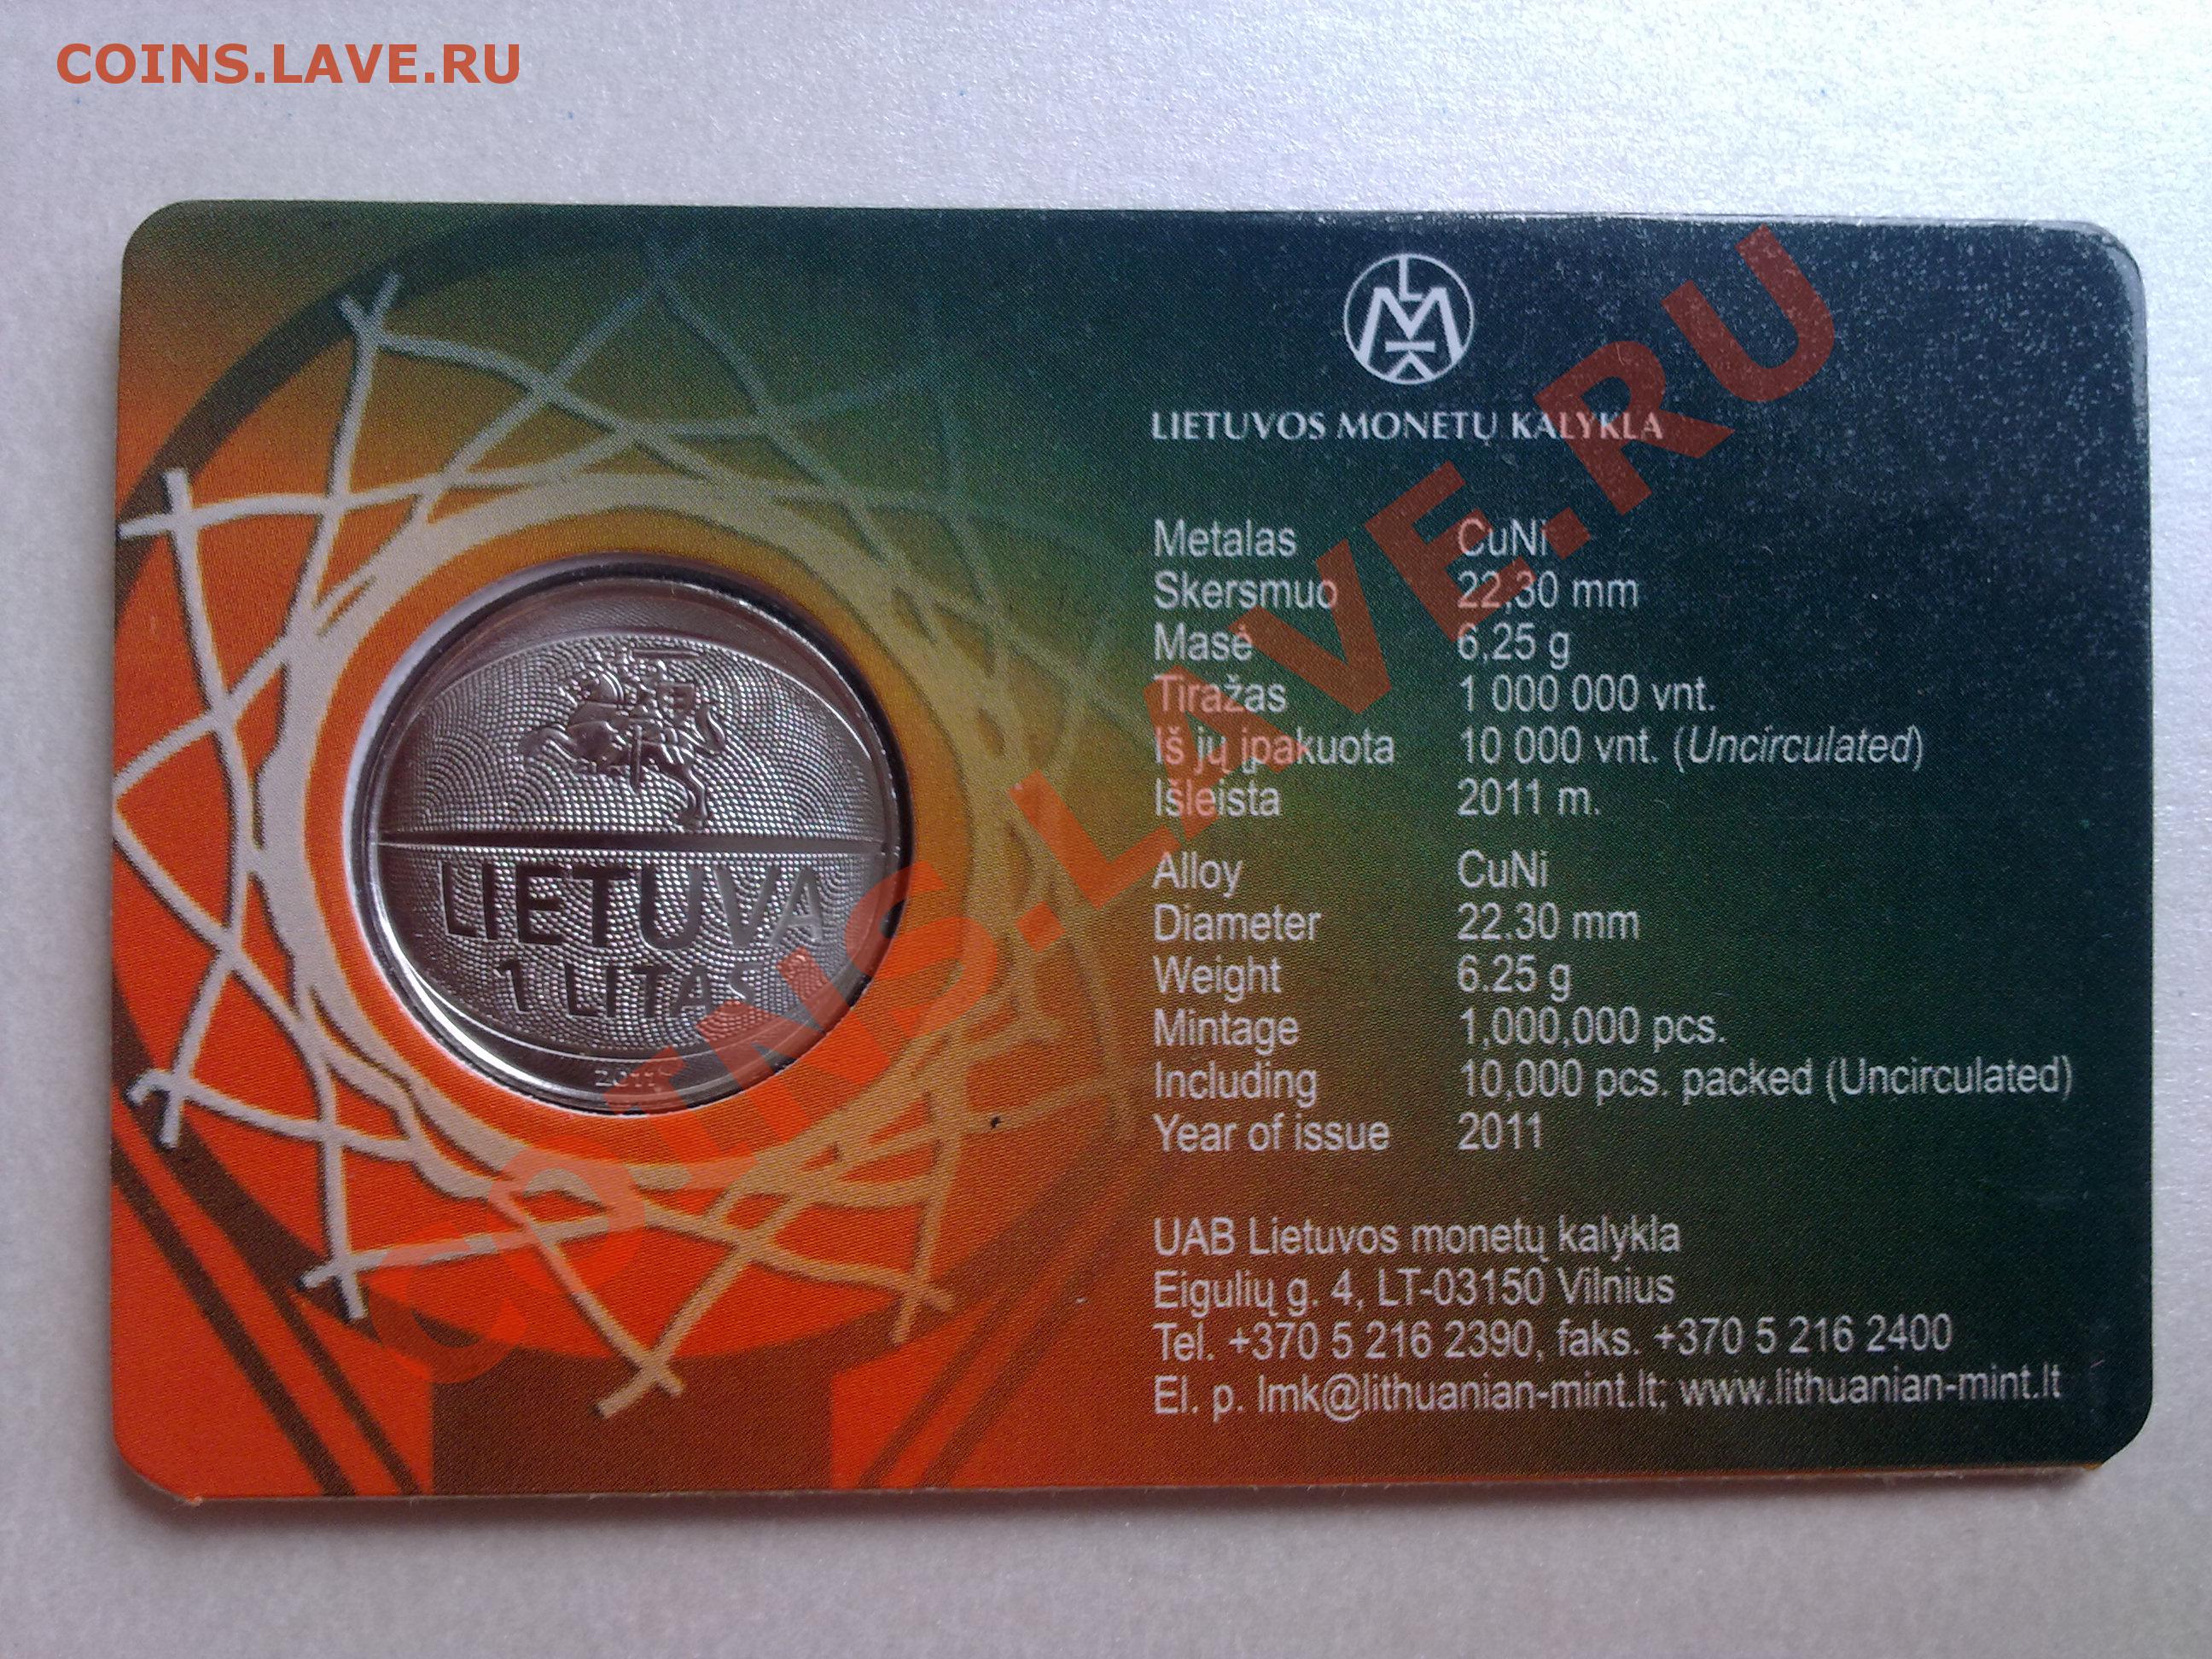 COINS.LAVE.RU
LMK
LIETUVOS MONETŲ KALYKLA
Metalas CuNi
Skersmuo 22,30 mm
Masė 6,25 g
Tiražas 1 000 000 vnt.
Iš jų įpakuota 10 000 vnt. (Uncirculated)
Išleista 2011 m.
Alloy CuNi
Diameter 22.30 mm
Weight 6.25 g
Mintage 1,000,000 pcs.
Including 10,000 pcs. packed (Uncirculated)
Year of issue 2011
UAB Lietuvos monetų kalykla
Eigulių g. 4, LT-03150 Vilnius
Tel. +370 5 216 2390, faks. +370 5 216 2400
El. p. lmk@lithuanian-mint.lt; www.lithuanian-mint.lt
LIETUVA
1 LITAS
2011
COINS.LAVE.RU